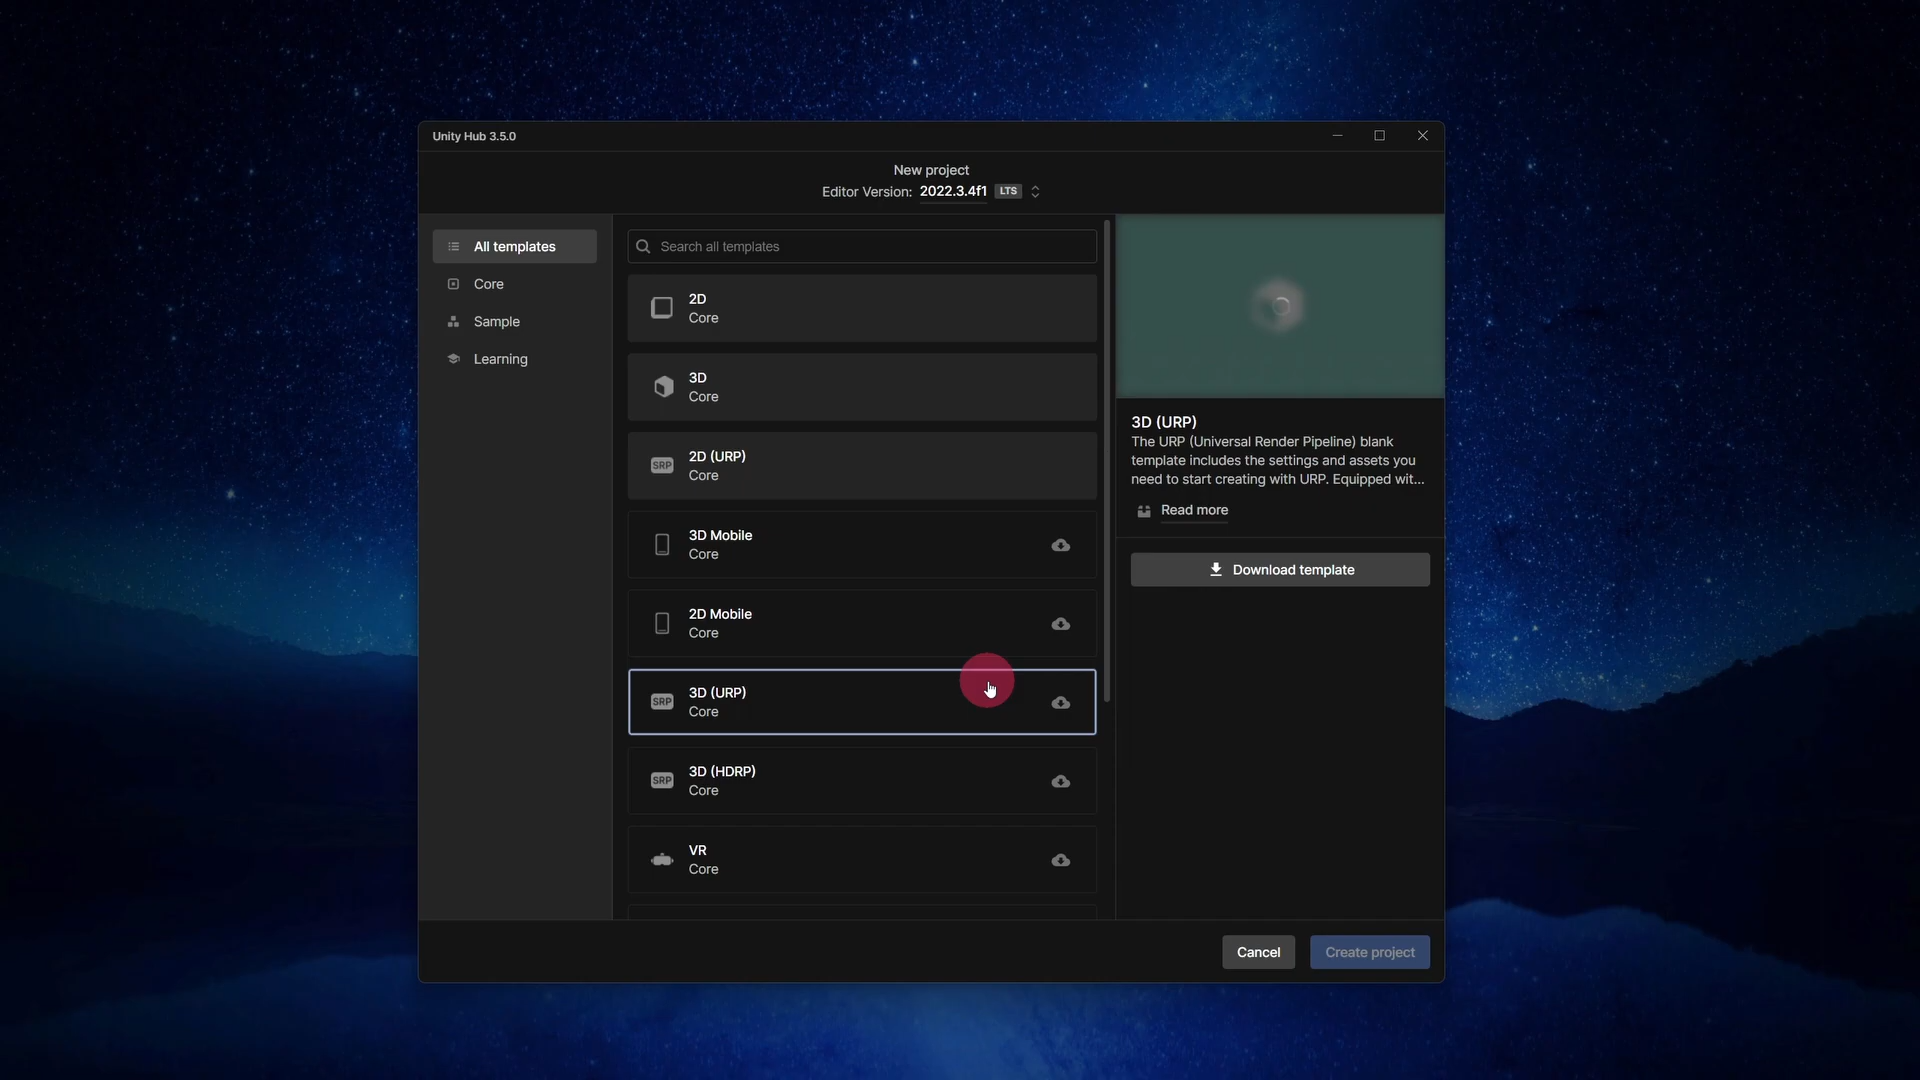 Unity Hub 3.5.0
New project
Editor Version: 2022.3.4f1 LTS
All templates
Core
Sample
Learning
Search all templates
2D
Core
3D
Core
SRP
2D (URP)
Core
3D Mobile
Core
2D Mobile
Core
SRP
3D (URP)
Core
SRP
3D (HDRP)
Core
VR
Core
3D (URP)
The URP (Universal Render Pipeline) blank
template includes the settings and assets you
need to start creating with URP. Equipped wit...
Read more
Download template
Cancel
Create project